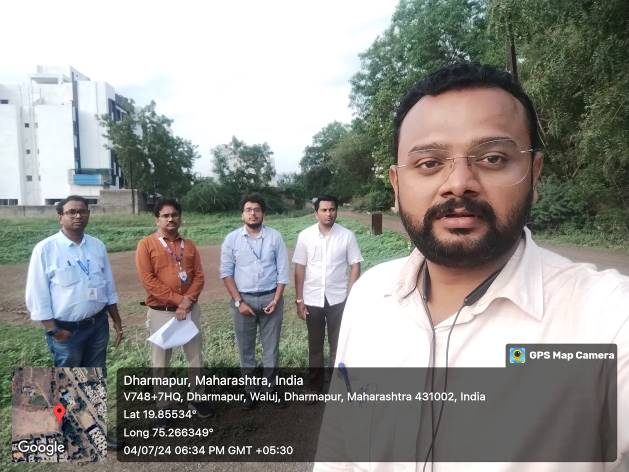 GPS Map Camera
Dharmapur, Maharashtra, India
V748+7HQ, Dharmapur, Waluj, Dharmapur, Maharashtra 431002, India
Lat 19.85534°
Long 75.266349°
04/07/24 06:34 PM GMT +05:30
Google